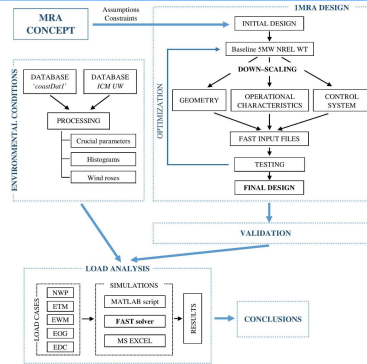 MRA
CONCEPT
Assumptions
Constraints
1MRA DESIGN
INITIAL DESIGN
Baseline 5MW NREL WT
DOWN–SCALING
GEOMETRY
OPERATIONAL
CHARACTERISTICS
CONTROL
SYSTEM
FAST INPUT FILES
TESTING
FINAL DESIGN
OPTIMIZATION
ENVIRONMENTAL CONDITIONS
DATABASE
'coastDat1'
DATABASE
ICM UW
PROCESSING
Crucial parameters
Histograms
Wind roses
VALIDATION
LOAD ANALYSIS
LOAD CASES
NWP
ETM
EWM
EOG
EDC
SIMULATIONS
MATLAB script
FAST solver
MS EXCEL
RESULTS
CONCLUSIONS